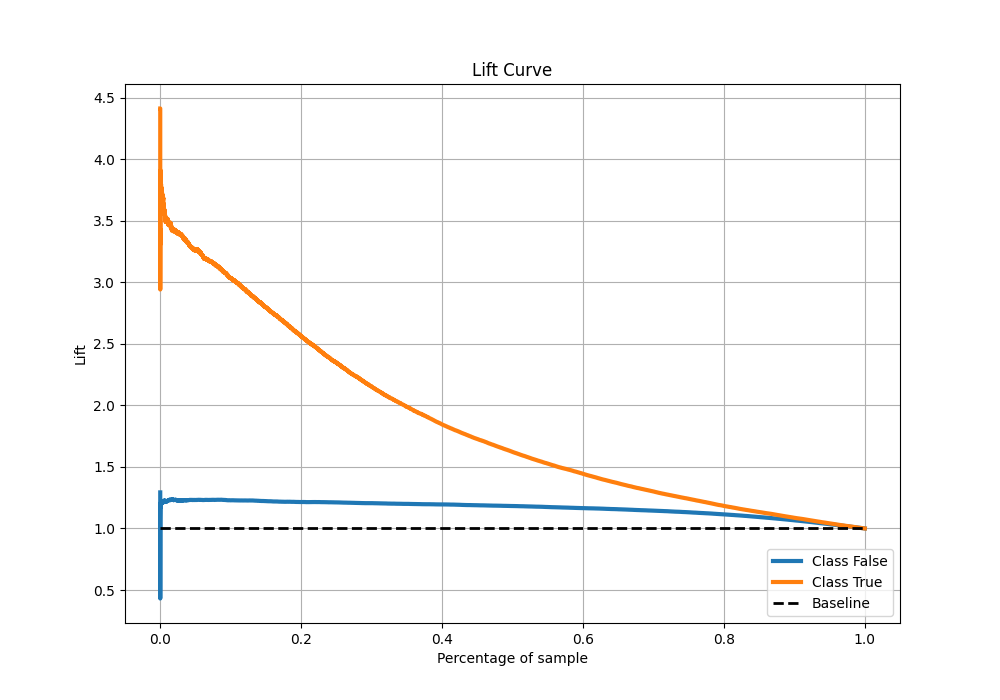 Lift Curve
Lift
4.5
4.0
3.5
3.0
2.5
2.0
1.5
1.0
0.5
0.0 0.2 0.4 0.6 0.8 1.0
Percentage of sample
Class False
Class True
Baseline